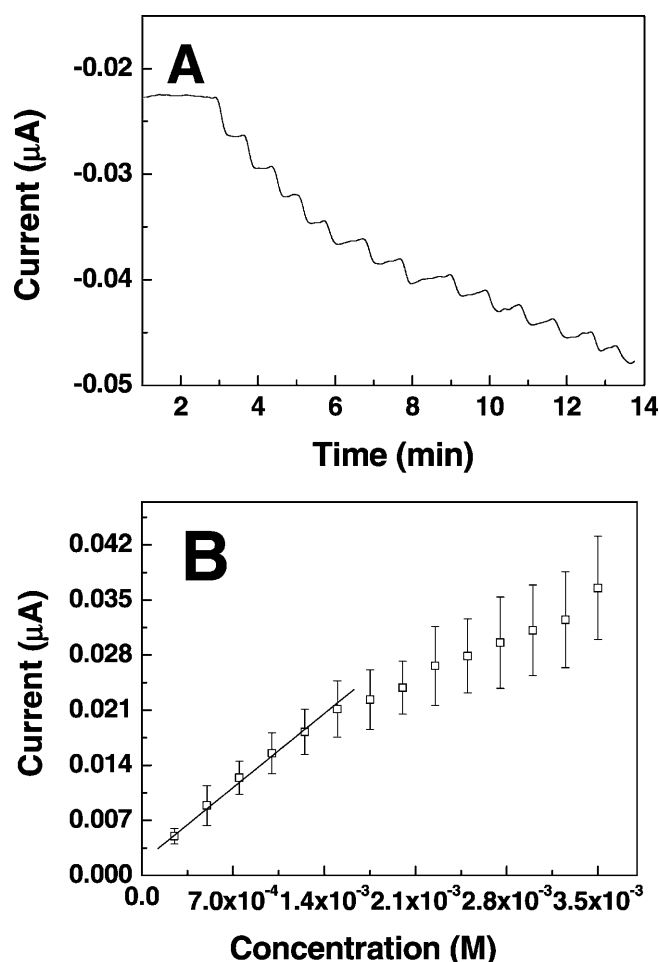 A
-0.02
-0.03
-0.04
-0.05
Current (μA)
2 4 6 8 10 12 14
Time (min)
B
0.042
0.035
0.028
0.021
0.014
0.007
0.000
Current (μA)
0.0 7.0x10⁻⁴ 1.4x10⁻³ 2.1x10⁻³ 2.8x10⁻³ 3.5x10⁻³
Concentration (M)